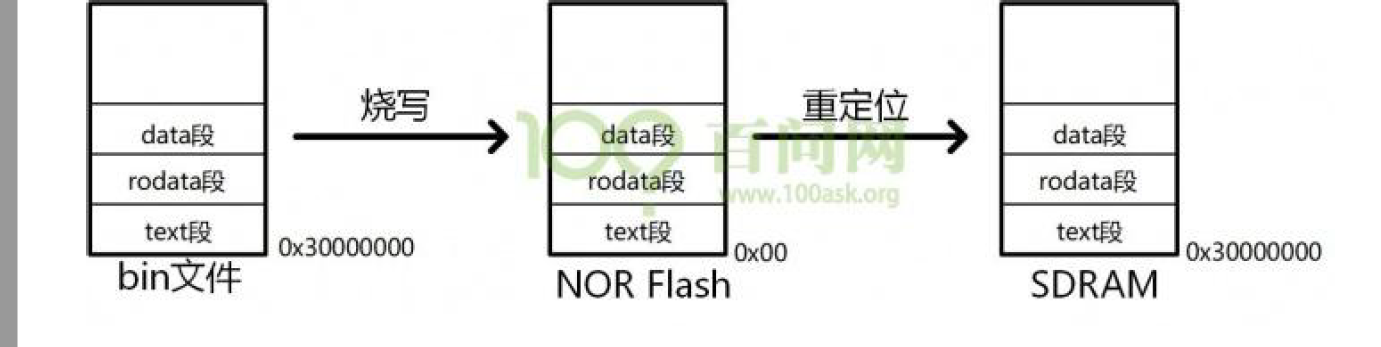 烧写
重定位
data段
data段
data段
rodata段
rodata段
rodata段
text段
text段
text段
0x30000000
0x00
0x30000000
bin文件
NOR Flash
SDRAM
100 百问网
www.100ask.org